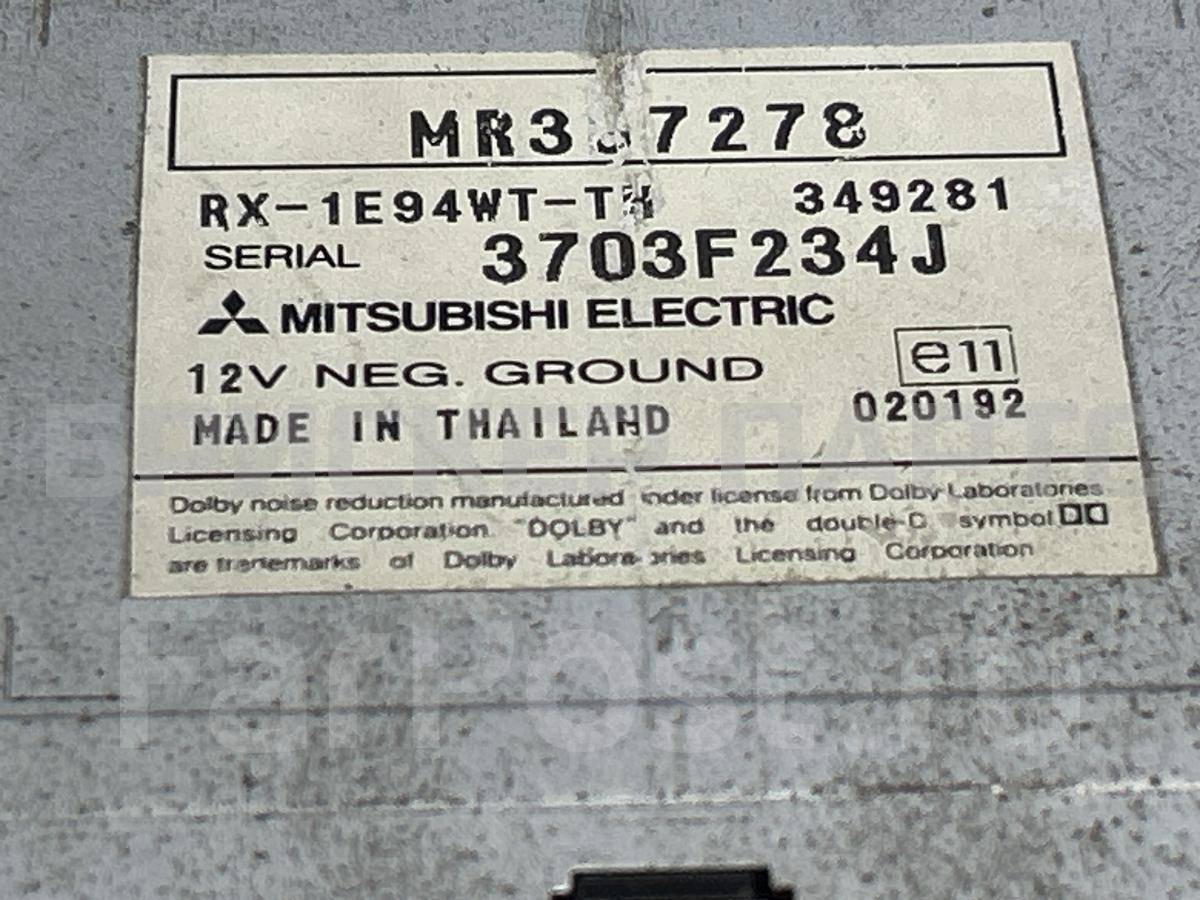 RX-1E94WT-TH 349281
SERIAL 3703F234J
MITSUBISHI ELECTRIC
12V NEG. GROUND e11
MADE IN THAILAND 020192
Dolby noise reduction manufactured under license from Dolby Laboratories
Licensing Corporation. "DOLBY" and the double-D symbol
are trademarks of Dolby Laboratories Licensing Corporation
FarPost.ru